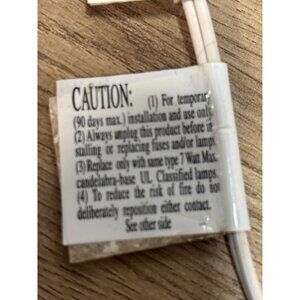 CAUTION: (1) For temporary
(90 days max.) installation and use only.
(2) Always unplug this product before in-
stalling or replacing fuses and/or lamps.
(3) Replace only with same type 7 Watt Max.
candelabra-base UL Classified lamps.
(4) To reduce the risk of fire do not
deliberately reposition either contact.
See other side